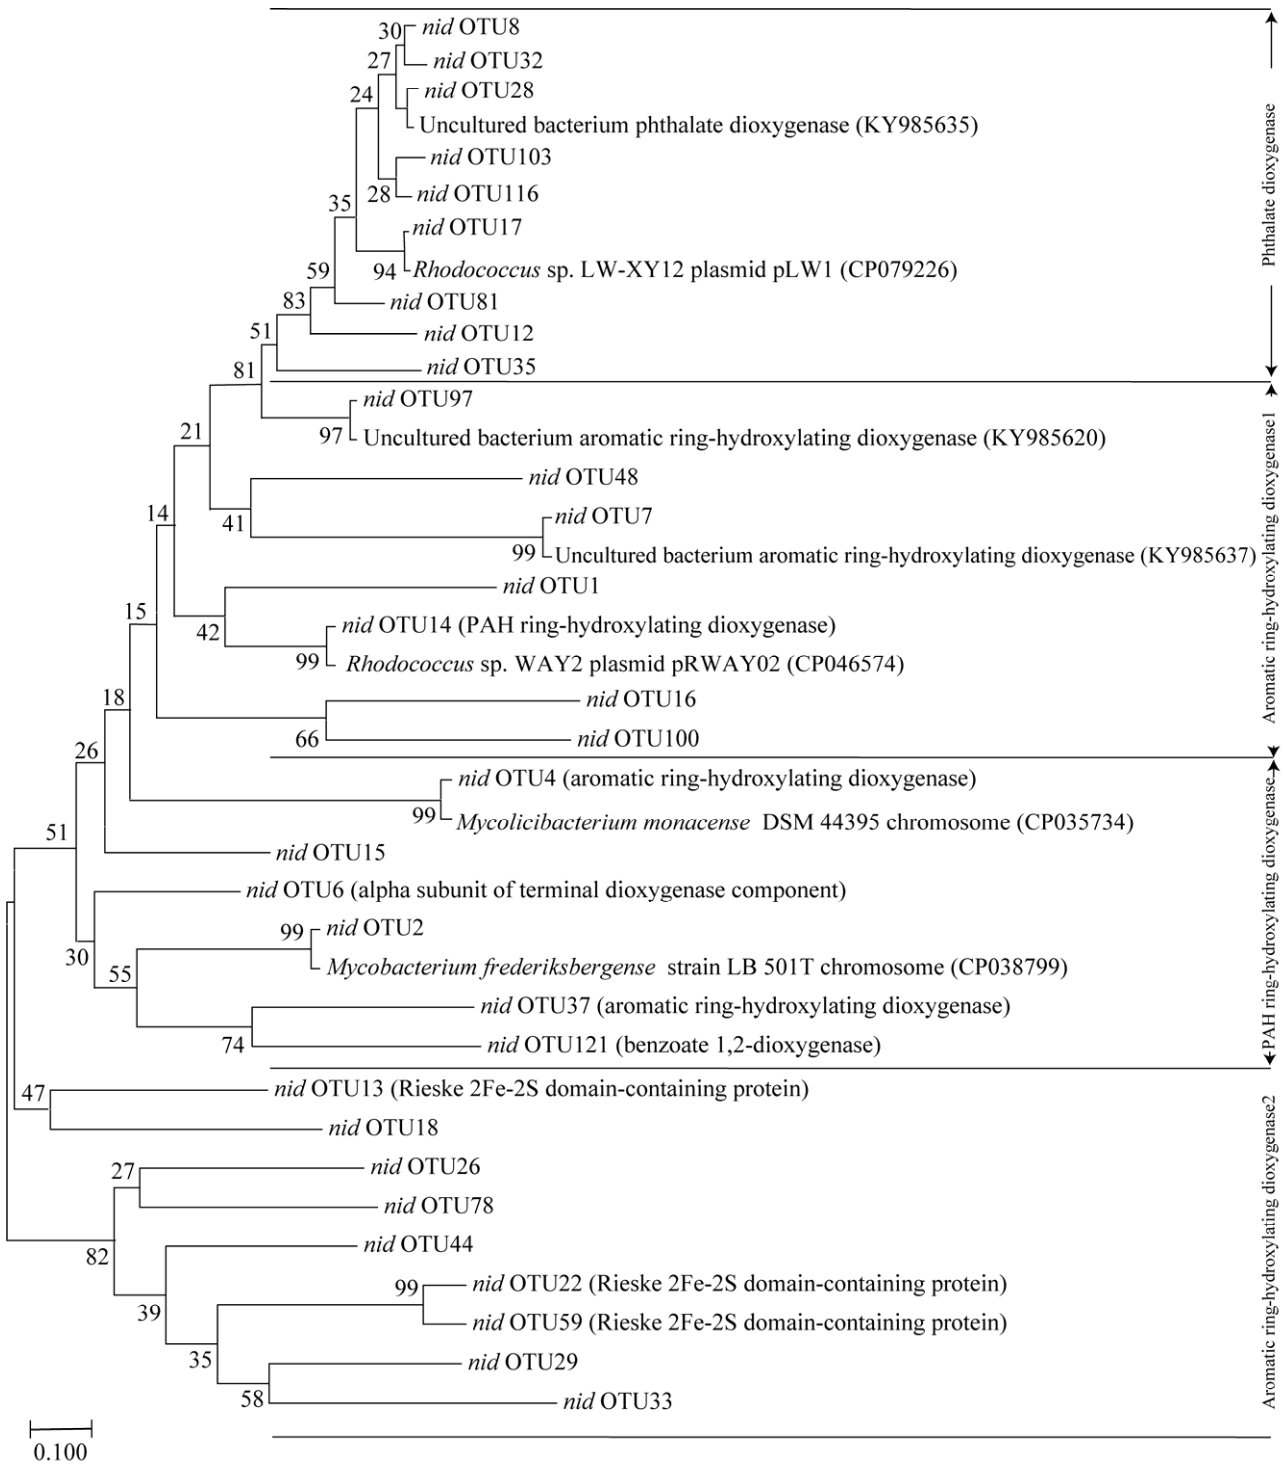 30
nid OTU8
nid OTU32
27
nid OTU28
24
Uncultured bacterium phthalate dioxygenase (KY985635)
nid OTU103
28
nid OTU116
35
nid OTU17
94
Rhodococcus sp. LW-XY12 plasmid pLW1 (CP079226)
59
nid OTU81
83
nid OTU12
51
nid OTU35
81
Phthalate dioxygenase
nid OTU97
97
Uncultured bacterium aromatic ring-hydroxylating dioxygenase (KY985620)
21
nid OTU48
41
nid OTU7
99
Uncultured bacterium aromatic ring-hydroxylating dioxygenase (KY985637)
14
nid OTU1
42
nid OTU14 (PAH ring-hydroxylating dioxygenase)
99
Rhodococcus sp. WAY2 plasmid pRWAY02 (CP046574)
15
nid OTU16
66
nid OTU100
Aromatic ring-hydroxylating dioxygenase1
18
nid OTU4 (aromatic ring-hydroxylating dioxygenase)
99
Mycolicibacterium monacense DSM 44395 chromosome (CP035734)
26
nid OTU15
51
nid OTU6 (alpha subunit of terminal dioxygenase component)
30
99
nid OTU2
Mycobacterium frederiksbergense strain LB 501T chromosome (CP038799)
55
nid OTU37 (aromatic ring-hydroxylating dioxygenase)
74
nid OTU121 (benzoate 1,2-dioxygenase)
PAH ring-hydroxylating dioxygenase
47
nid OTU13 (Rieske 2Fe-2S domain-containing protein)
nid OTU18
27
nid OTU26
nid OTU78
82
nid OTU44
39
99
nid OTU22 (Rieske 2Fe-2S domain-containing protein)
nid OTU59 (Rieske 2Fe-2S domain-containing protein)
35
nid OTU29
58
nid OTU33
Aromatic ring-hydroxylating dioxygenase2
0.100